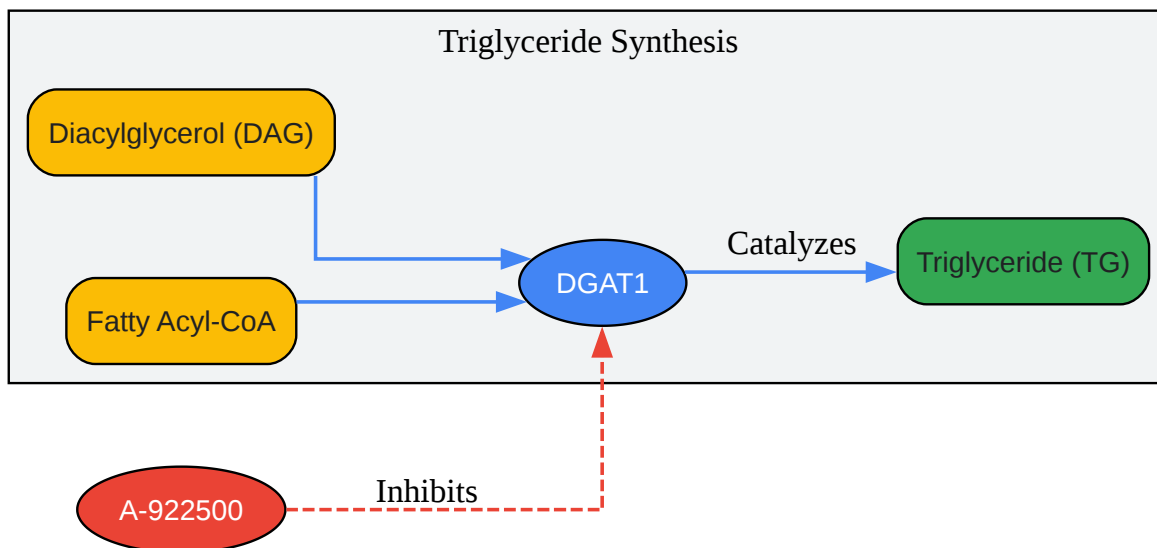 Triglyceride Synthesis
Diacylglycerol (DAG)
Catalyzes
Triglyceride (TG)
DGAT1
Fatty Acyl-CoA
Inhibits
A-922500